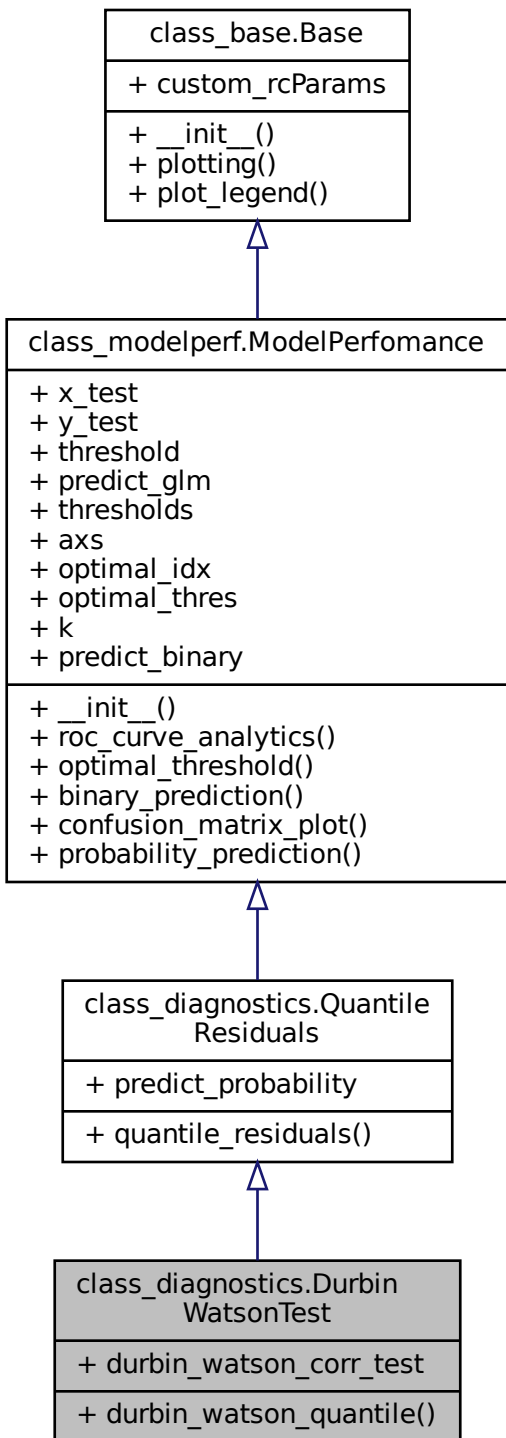 class_base.Base
+ custom_rcParams
+ __init__()
+ plotting()
+ plot_legend()
class_modelperf.ModelPerfomance
+ x_test
+ y_test
+ threshold
+ predict_glm
+ thresholds
+ axs
+ optimal_idx
+ optimal_thres
+ k
+ predict_binary
+ __init__()
+ roc_curve_analytics()
+ optimal_threshold()
+ binary_prediction()
+ confusion_matrix_plot()
+ probability_prediction()
class_diagnostics.Quantile
Residuals
+ predict_probability
+ quantile_residuals()
class_diagnostics.Durbin
WatsonTest
+ durbin_watson_corr_test
+ durbin_watson_quantile()